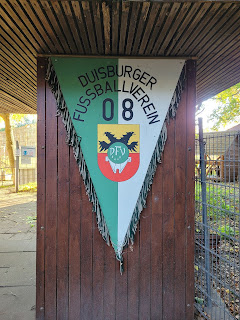 DUISBURGER
FUSSBALLVEREIN
08
DFV